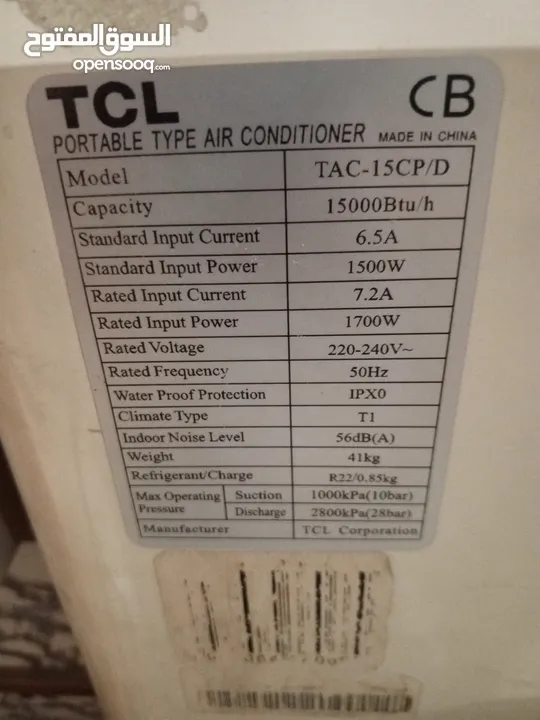 السوق المفتوح
opensooq.com
TCL CB
PORTABLE TYPE AIR CONDITIONER MADE IN CHINA
Model TAC-15CP/D
Capacity 15000Btu/h
Standard Input Current 6.5A
Standard Input Power 1500W
Rated Input Current 7.2A
Rated Input Power 1700W
Rated Voltage 220-240V~
Rated Frequency 50Hz
Water Proof Protection IPX0
Climate Type T1
Indoor Noise Level 56dB(A)
Weight 41kg
Refrigerant/Charge R22/0.85kg
Max Operating Pressure Suction 1000kPa(10bar)
Discharge 2800kPa(28bar)
Manufacturer TCL Corporation